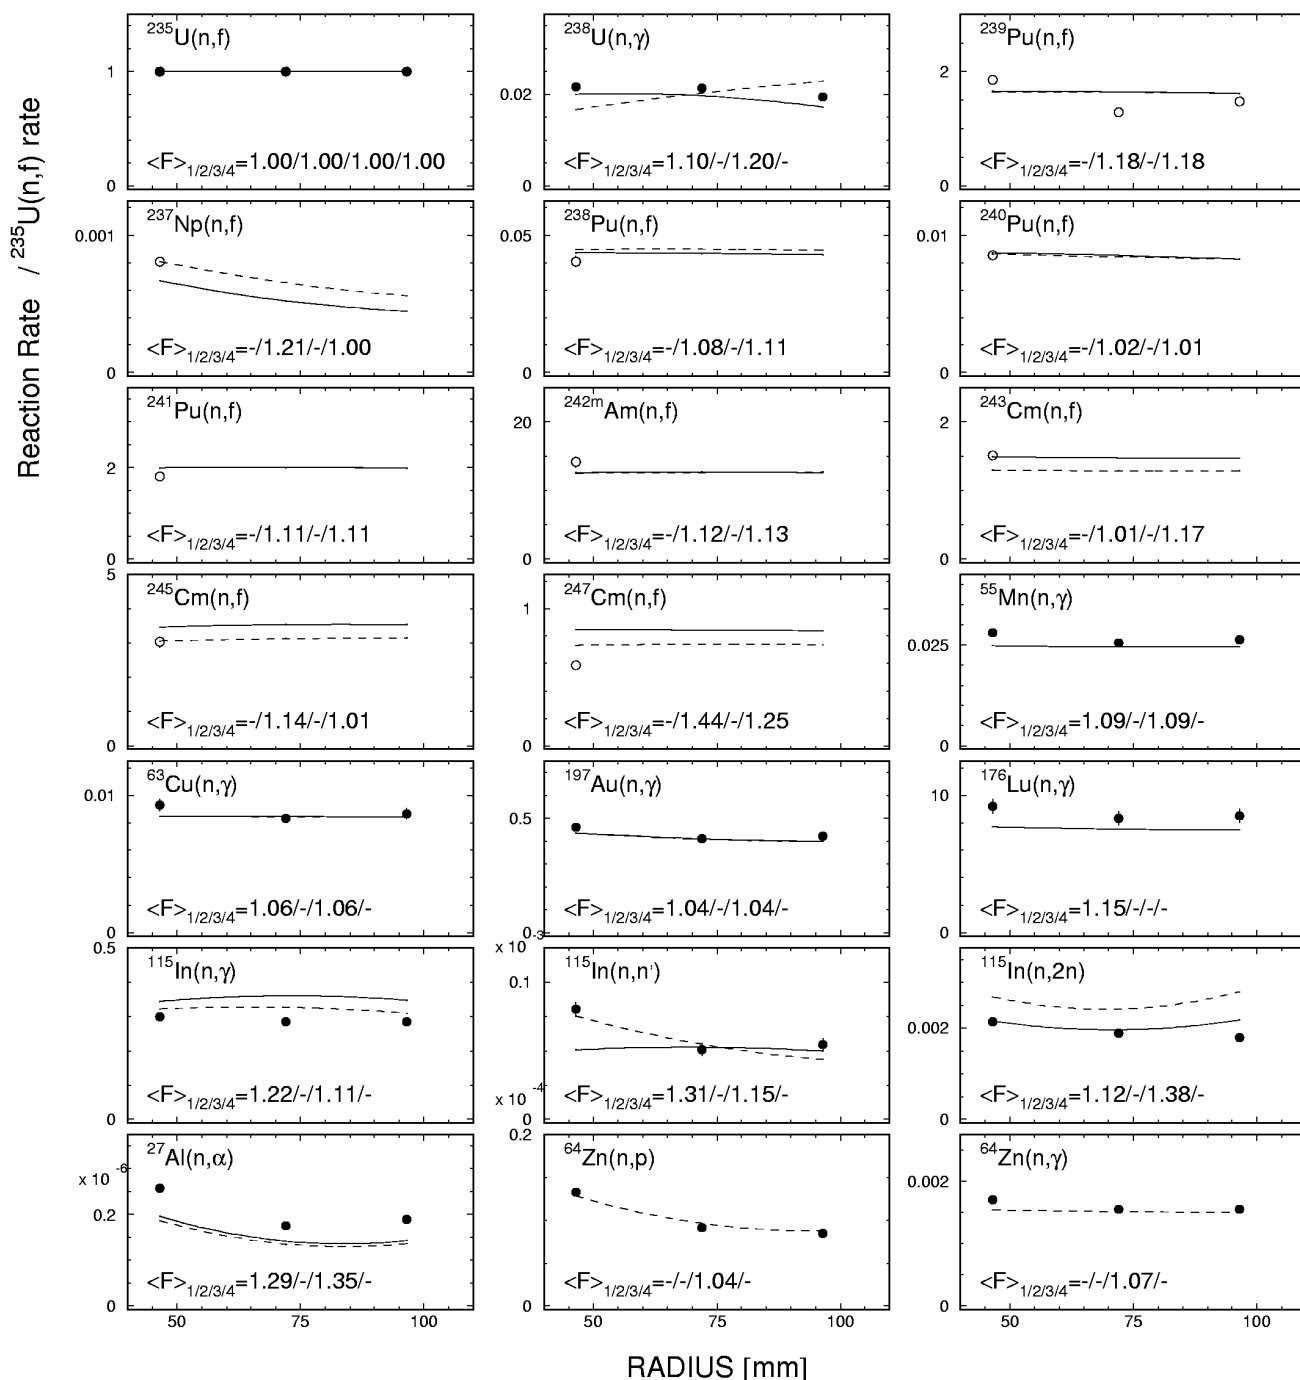 Reaction Rate / ²³⁵U(n,f) rate
²³⁵U(n,f)
1
<F>1/2/3/4=1.00/1.00/1.00/1.00
0
²³⁸U(n,γ)
0.02
<F>1/2/3/4=1.10/-/1.20/-
0
²³⁹Pu(n,f)
2
<F>1/2/3/4=-/1.18/-/1.18
0
²³⁷Np(n,f)
0.001
<F>1/2/3/4=-/1.21/-/1.00
0
²³⁸Pu(n,f)
0.05
<F>1/2/3/4=-/1.08/-/1.11
0
²⁴⁰Pu(n,f)
0.01
<F>1/2/3/4=-/1.02/-/1.01
0
²⁴¹Pu(n,f)
2
<F>1/2/3/4=-/1.11/-/1.11
0
²⁴²ᵐAm(n,f)
20
<F>1/2/3/4=-/1.12/-/1.13
0
²⁴³Cm(n,f)
2
<F>1/2/3/4=-/1.01/-/1.17
0
5
²⁴⁵Cm(n,f)
<F>1/2/3/4=-/1.14/-/1.01
0
²⁴⁷Cm(n,f)
1
<F>1/2/3/4=-/1.44/-/1.25
0
⁵⁵Mn(n,γ)
0.025
<F>1/2/3/4=1.09/-/1.09/-
0
⁶³Cu(n,γ)
0.01
<F>1/2/3/4=1.06/-/1.06/-
0
¹⁹⁷Au(n,γ)
0.5
<F>1/2/3/4=1.04/-/1.04/-
0
¹⁷⁶Lu(n,γ)
10
<F>1/2/3/4=1.15/-/-/-
0
0.5
¹¹⁵In(n,γ)
<F>1/2/3/4=1.22/-/1.11/-
0
x 10⁻³
¹¹⁵In(n,n')
0.1
<F>1/2/3/4=1.31/-/1.15/-
0
¹¹⁵In(n,2n)
0.002
<F>1/2/3/4=1.12/-/1.38/-
0
²⁷Al(n,α)
x 10⁻⁶
0.2
<F>1/2/3/4=1.29/-/1.35/-
0
x 10⁻⁴
0.2
⁶⁴Zn(n,p)
<F>1/2/3/4=-/-/1.04/-
0
⁶⁴Zn(n,γ)
0.002
<F>1/2/3/4=-/-/1.07/-
0
50 75 100 50 75 100 50 75 100
RADIUS [mm]